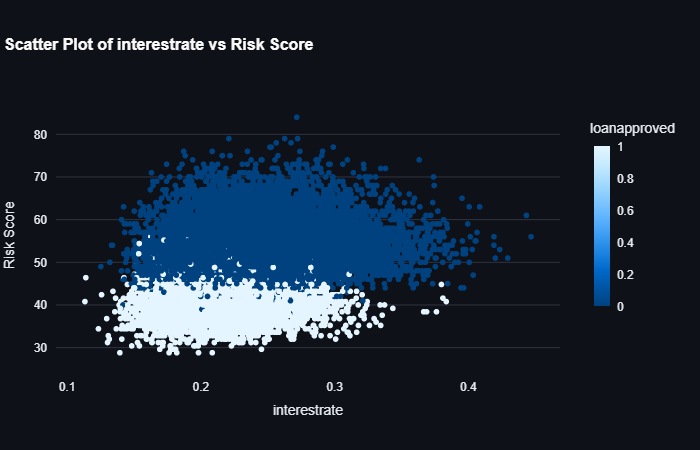 Scatter Plot of interestrate vs Risk Score
loanapproved
1
0.8
0.6
0.4
0.2
0
Risk Score
80
70
60
50
40
30
0.1 0.2 0.3 0.4
interestrate